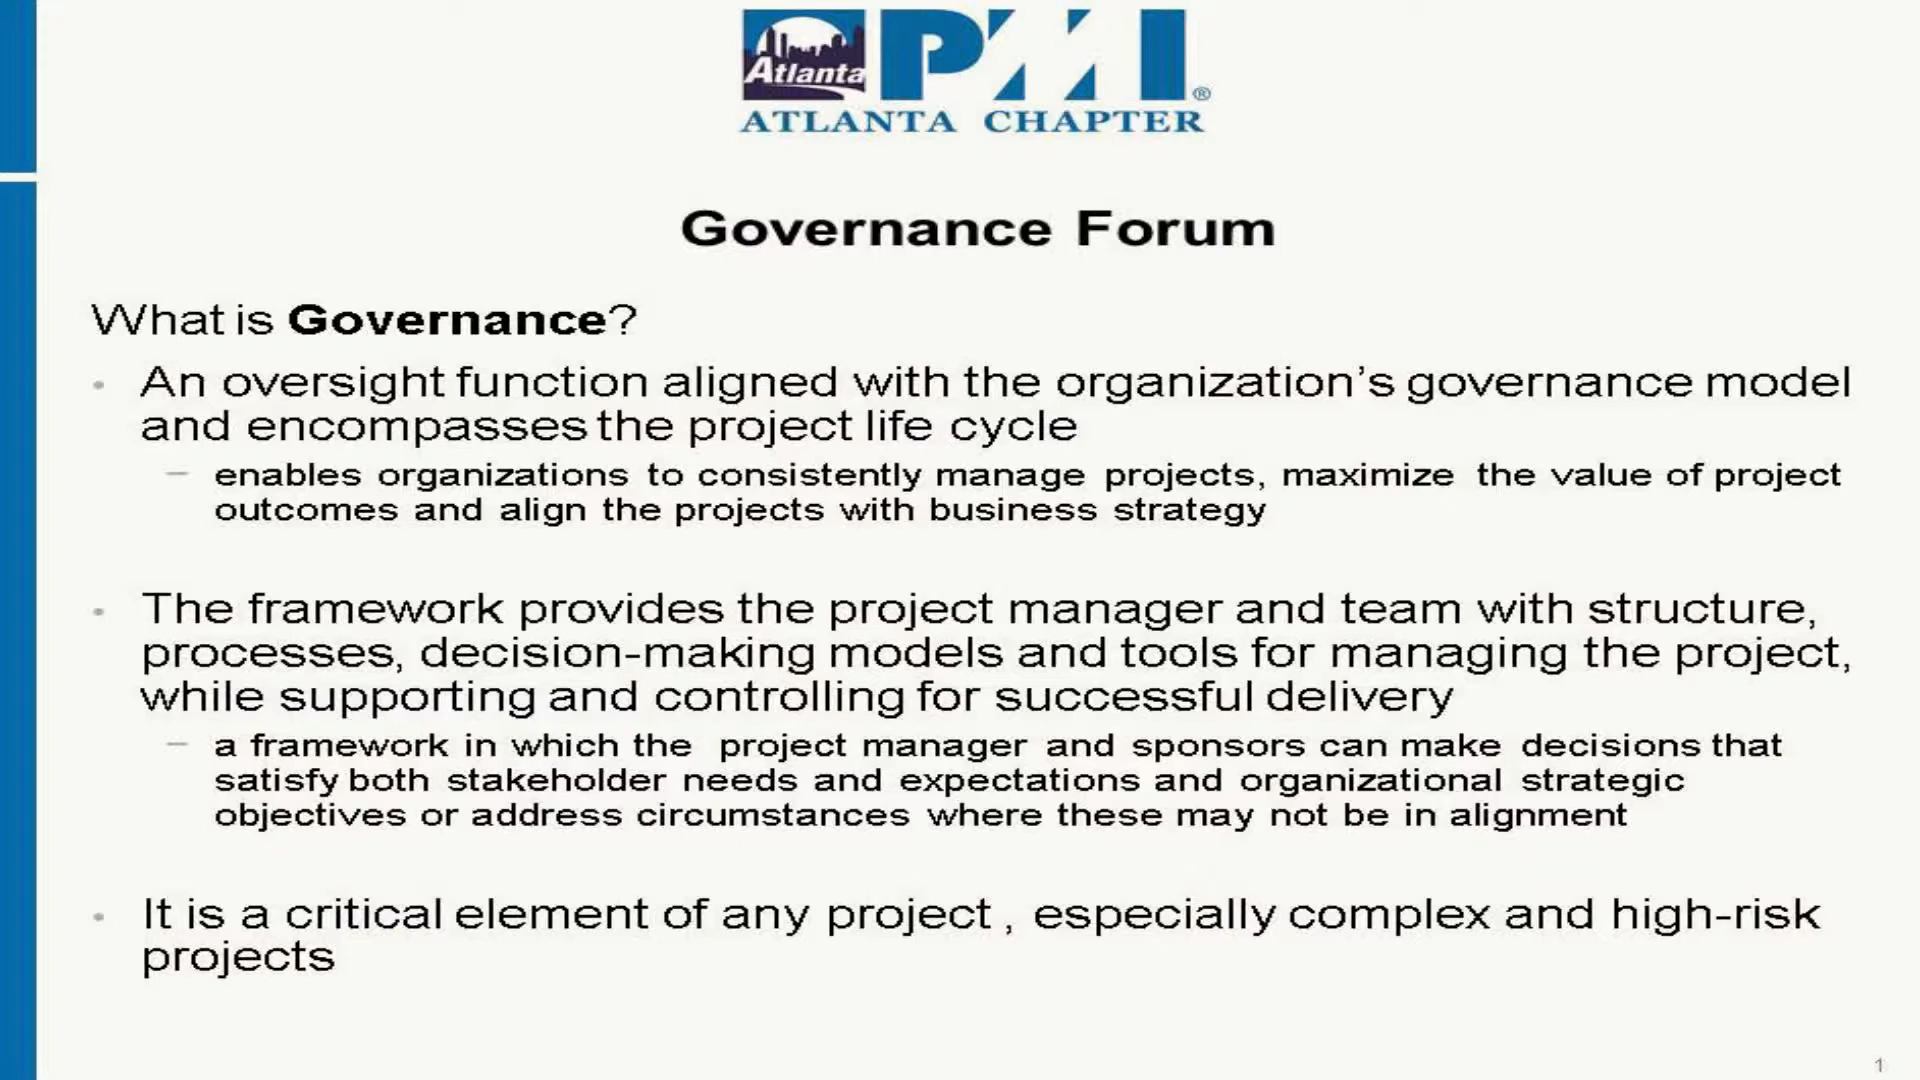 Atlanta PMI®
ATLANTA CHAPTER
Governance Forum
What is Governance?
• An oversight function aligned with the organization’s governance model
and encompasses the project life cycle
– enables organizations to consistently manage projects, maximize the value of project
outcomes and align the projects with business strategy
• The framework provides the project manager and team with structure,
processes, decision-making models and tools for managing the project,
while supporting and controlling for successful delivery
– a framework in which the project manager and sponsors can make decisions that
satisfy both stakeholder needs and expectations and organizational strategic
objectives or address circumstances where these may not be in alignment
• It is a critical element of any project , especially complex and high-risk
projects
1